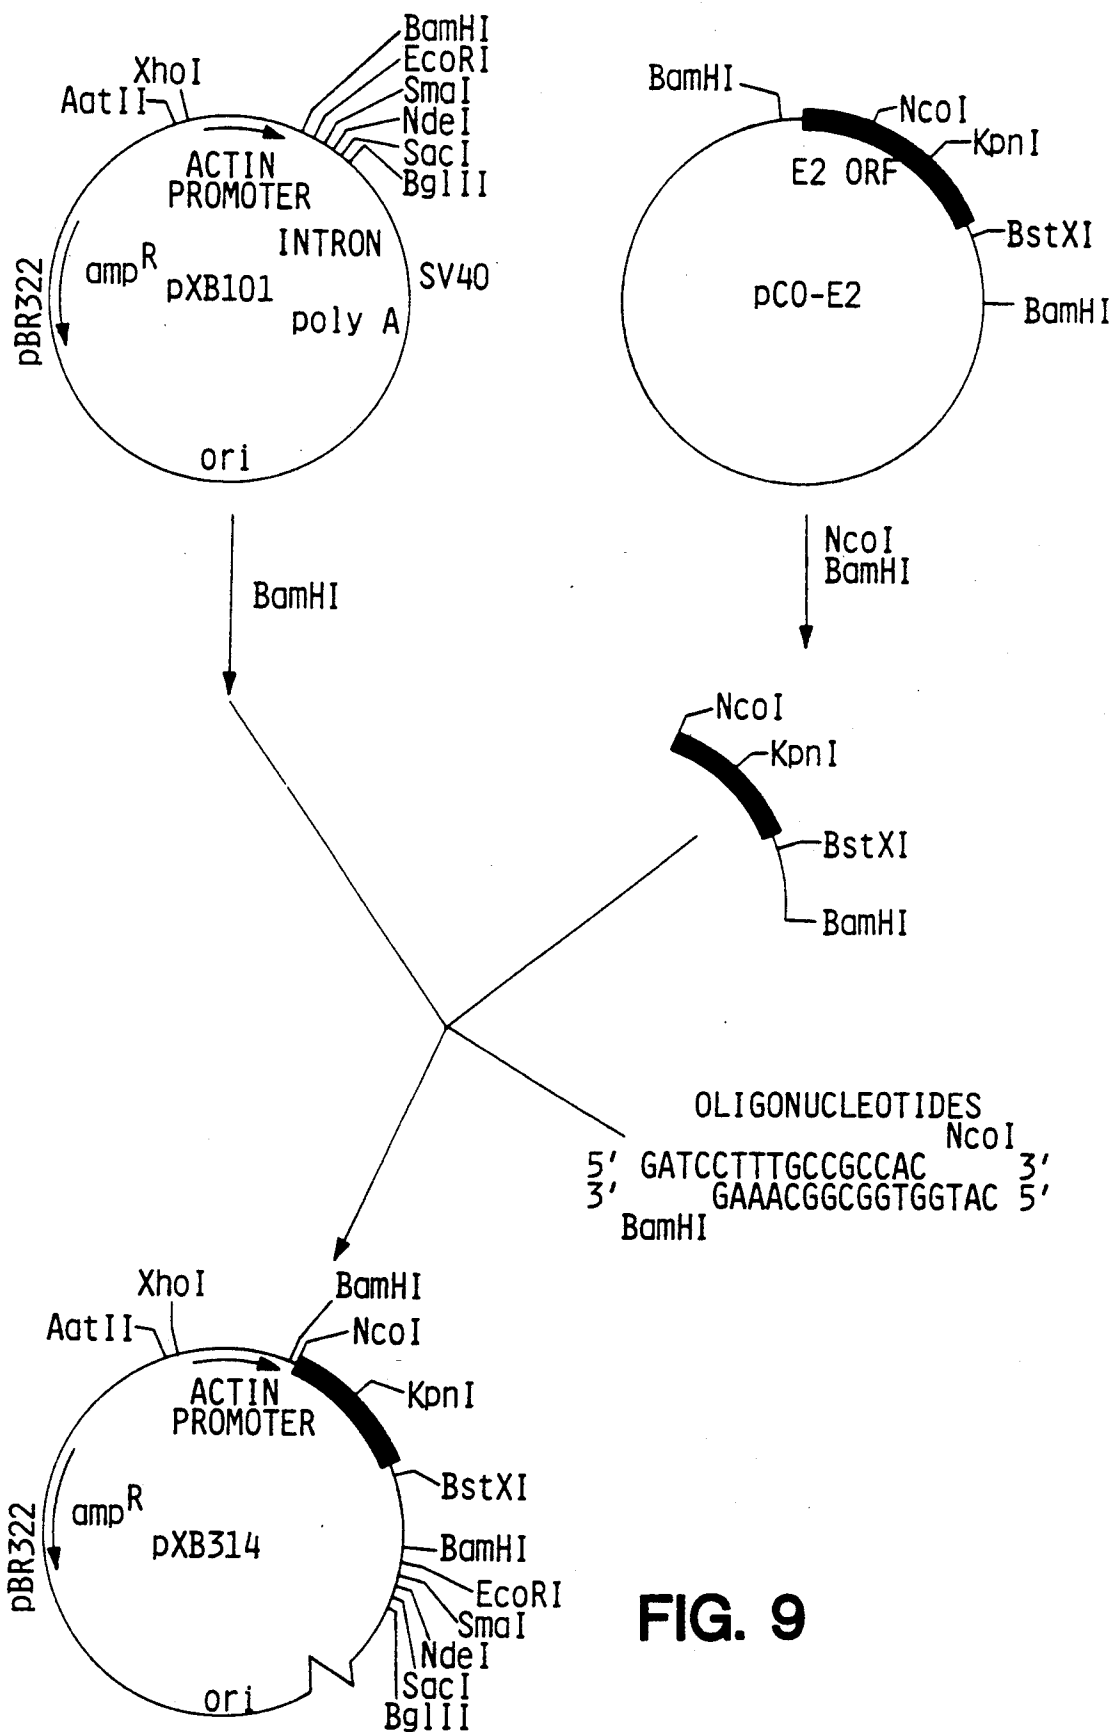 BamHI
EcoRI
SmaI
NdeI
SacI
BglII
XhoI
AatII
ACTIN
PROMOTER
INTRON
SV40
amp^R
pXB101
poly A
pBR322
ori
BamHI
NcoI
KpnI
E2 ORF
BstXI
pCO-E2
BamHI
BamHI
NcoI
BamHI
NcoI
KpnI
BstXI
BamHI
OLIGONUCLEOTIDES
NcoI
5' GATCCTTTGCCGCCAC 3'
3' GAAACGGCGGTGGTAC 5'
BamHI
XhoI
AatII
BamHI
NcoI
ACTIN
PROMOTER
KpnI
BstXI
amp^R
pXB314
pBR322
BamHI
EcoRI
SmaI
NdeI
SacI
BglII
ori
FIG. 9